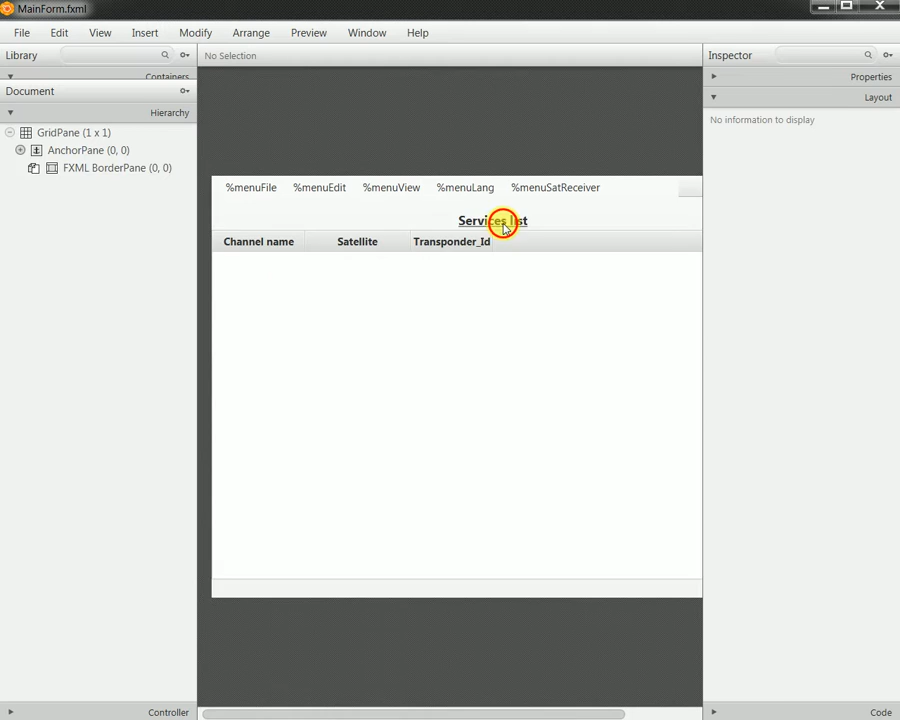 MainForm.fxml
File Edit View Insert Modify Arrange Preview Window Help
Library No Selection Inspector
Containers Properties
Document Layout
Hierarchy No information to display
GridPane (1 x 1)
AnchorPane (0, 0)
FXML BorderPane (0, 0)
%menuFile %menuEdit %menuView %menuLang %menuSatReceiver
Services list
Channel name Satellite Transponder_Id
Controller Code